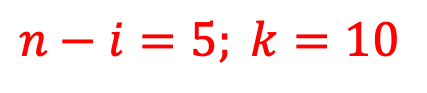 n − i = 5; k = 10